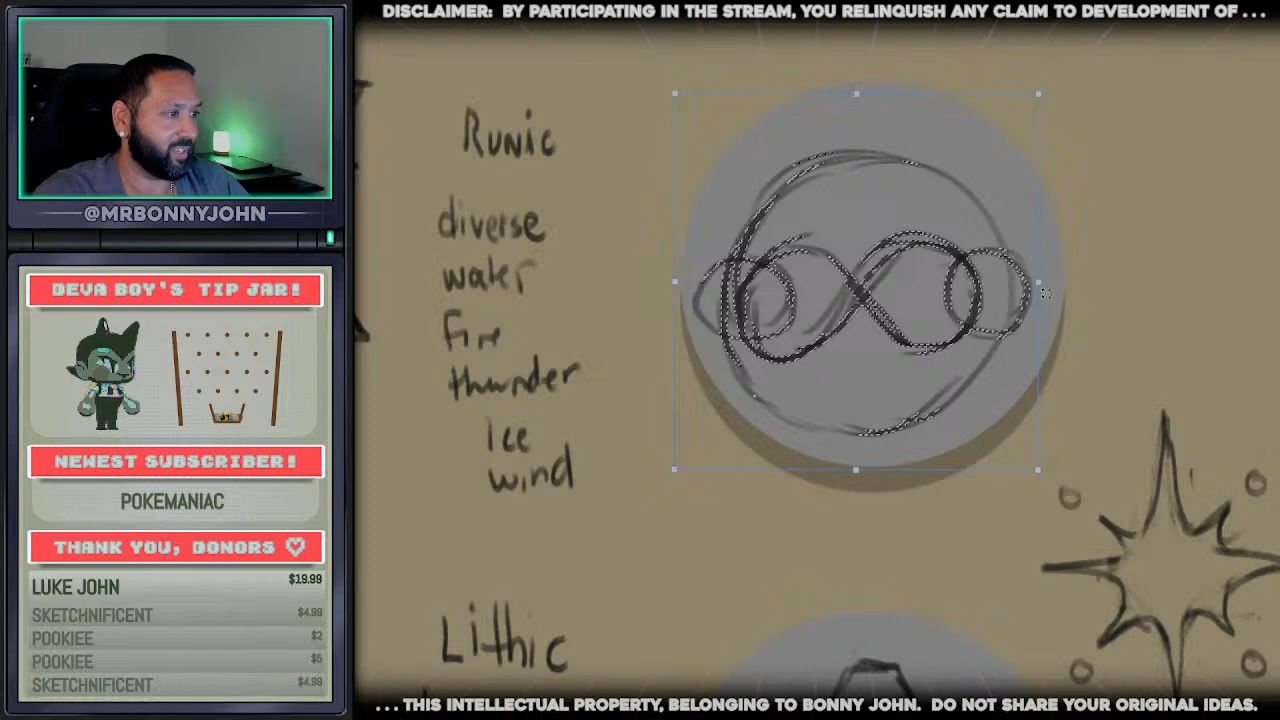 DISCLAIMER: BY PARTICIPATING IN THE STREAM, YOU RELINQUISH ANY CLAIM TO DEVELOPMENT OF ...
@MRBONNYJOHN
DEVA BOY'S TIP JAR!
NEWEST SUBSCRIBER!
POKEMANIAC
THANK YOU, DONORS ♡
LUKE JOHN $19.99
SKETCHNIFICENT $4.99
POOKIEE $2
POOKIEE $5
SKETCHNIFICENT $4.99
Runic
diverse
water
fire
thunder
ice
wind
Lithic
... THIS INTELLECTUAL PROPERTY, BELONGING TO BONNY JOHN. DO NOT SHARE YOUR ORIGINAL IDEAS.